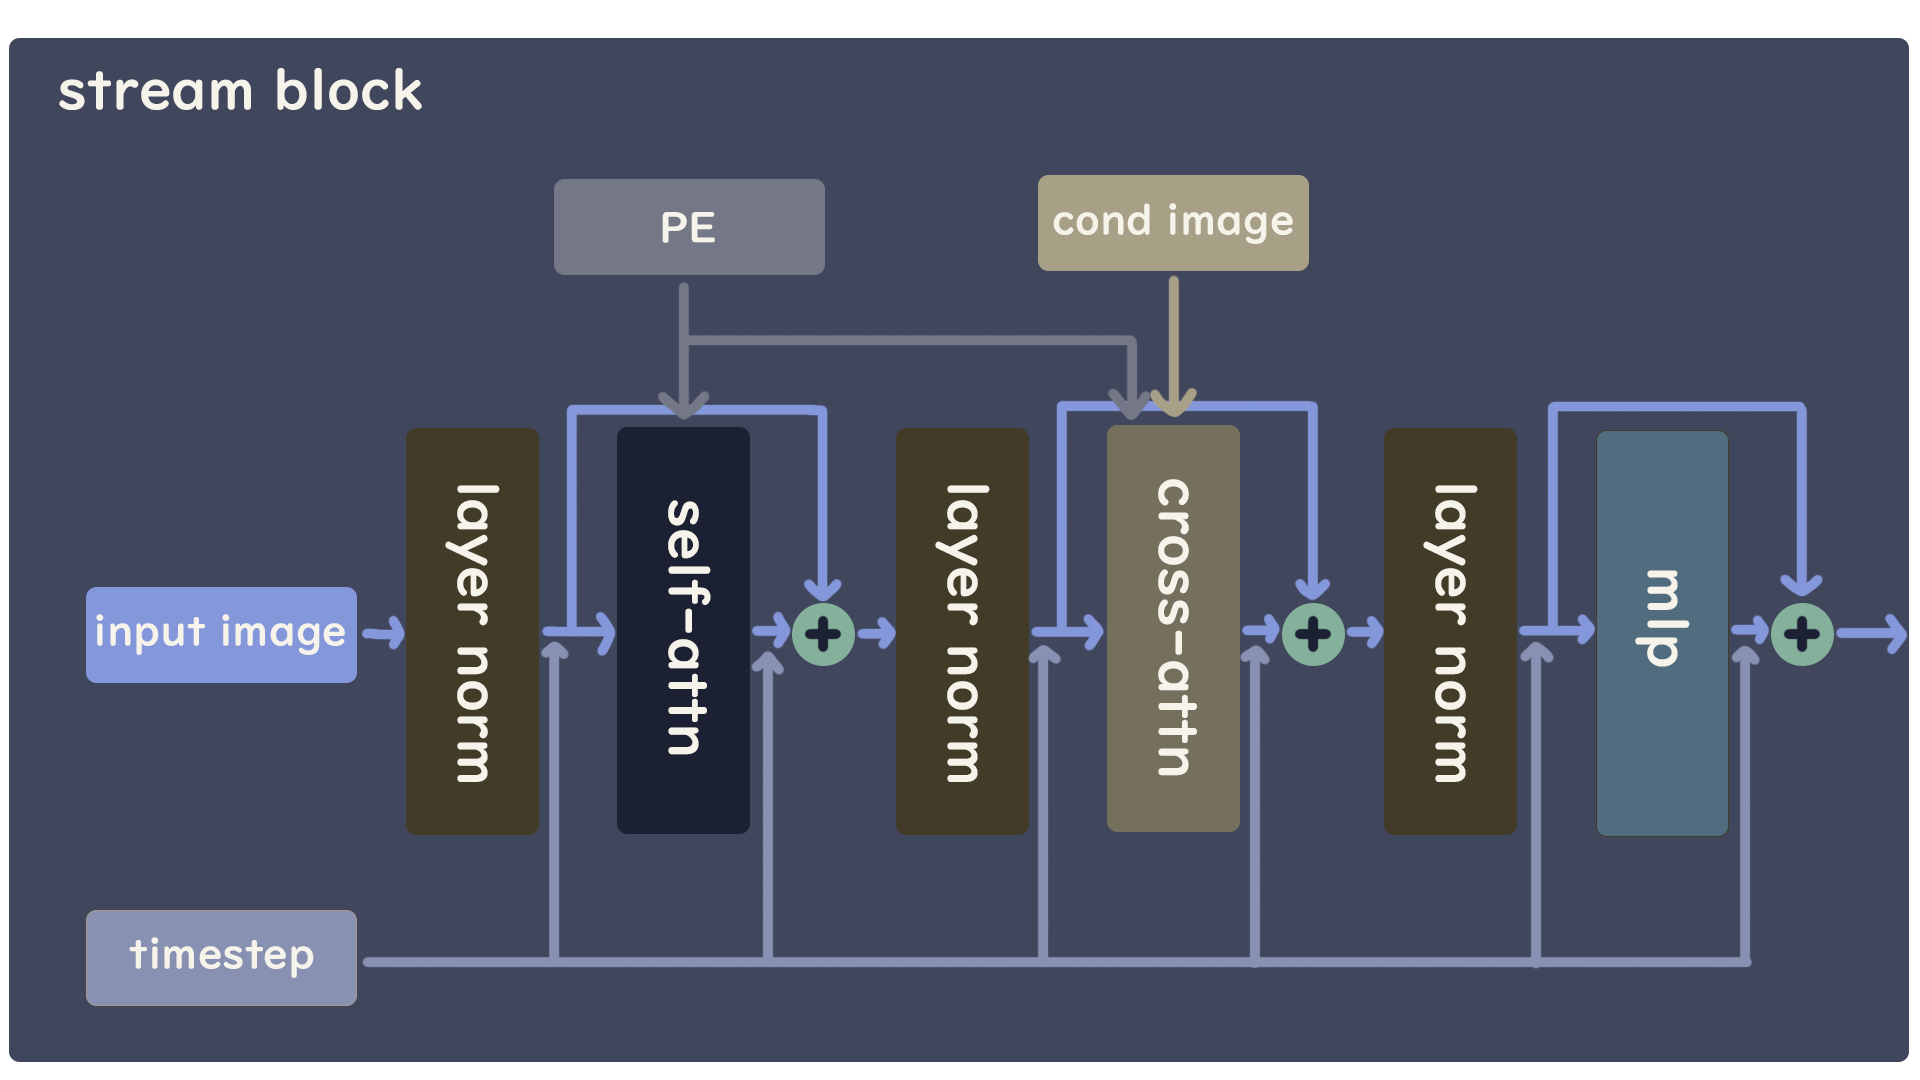 stream block
PE
cond image
layer norm
self-attn
layer norm
cross-attn
layer norm
mlp
input image
timestep